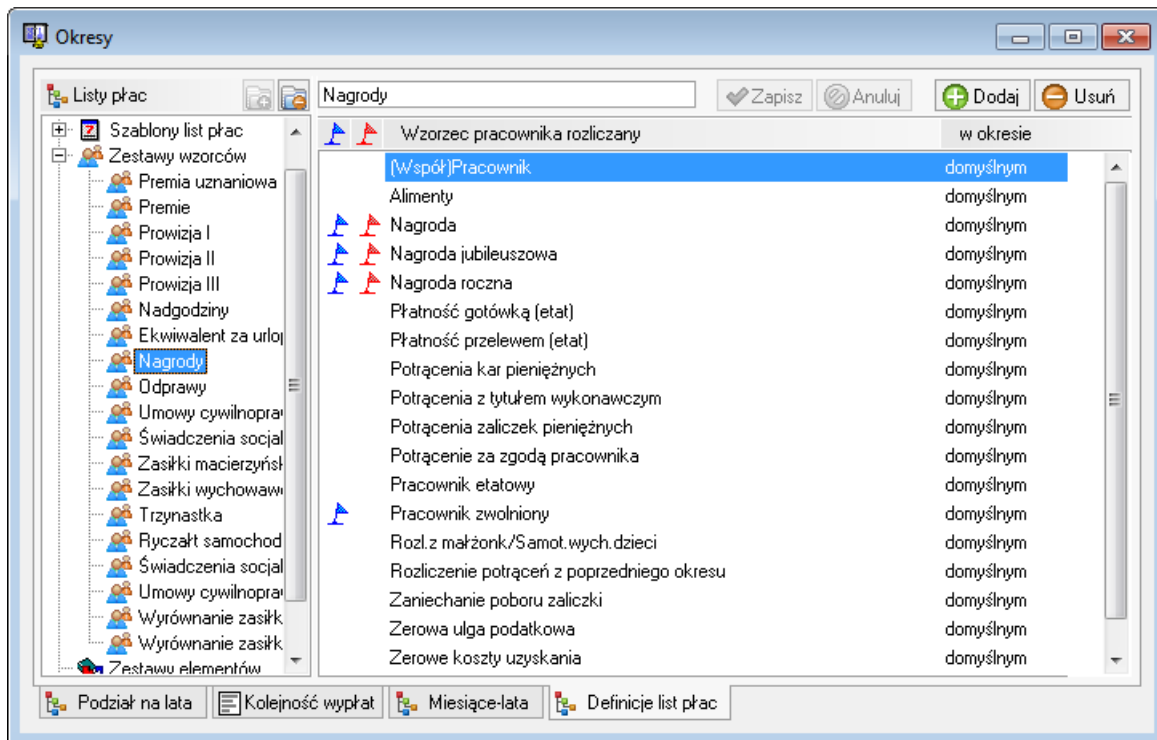 Okresy
Listy płac
Nagrody
Zapisz
Anuluj
Dodaj
Usuń
Szablony list płac
Zestawy wzorców
Premia uznaniowa
Premie
Prowizja I
Prowizja II
Prowizja III
Nadgodziny
Ekwiwalent za urlop
Nagrody
Odprawy
Umowy cywilnopra
Świadczenia socjal
Zasiłki macierzyńsk
Zasiłki wychowaw
Trzynastka
Ryczałt samochod
Świadczenia socjal
Umowy cywilnopra
Wyrównanie zasiłk
Wyrównanie zasiłk
Zestawy elementów
Wzorzec pracownika rozliczany w okresie
(Współ)Pracownik domyślnym
Alimenty domyślnym
Nagroda domyślnym
Nagroda jubileuszowa domyślnym
Nagroda roczna domyślnym
Płatność gotówką (etat) domyślnym
Płatność przelewem (etat) domyślnym
Potrącenia kar pieniężnych domyślnym
Potrącenia z tytułem wykonawczym domyślnym
Potrącenia zaliczek pieniężnych domyślnym
Potrącenie za zgodą pracownika domyślnym
Pracownik etatowy domyślnym
Pracownik zwolniony domyślnym
Rozl.z małżonk/Samot.wych.dzieci domyślnym
Rozliczenie potrąceń z poprzedniego okresu domyślnym
Zaniechanie poboru zaliczki domyślnym
Zerowa ulga podatkowa domyślnym
Zerowe koszty uzyskania domyślnym
Podział na lata
Kolejność wypłat
Miesiące-lata
Definicje list płac